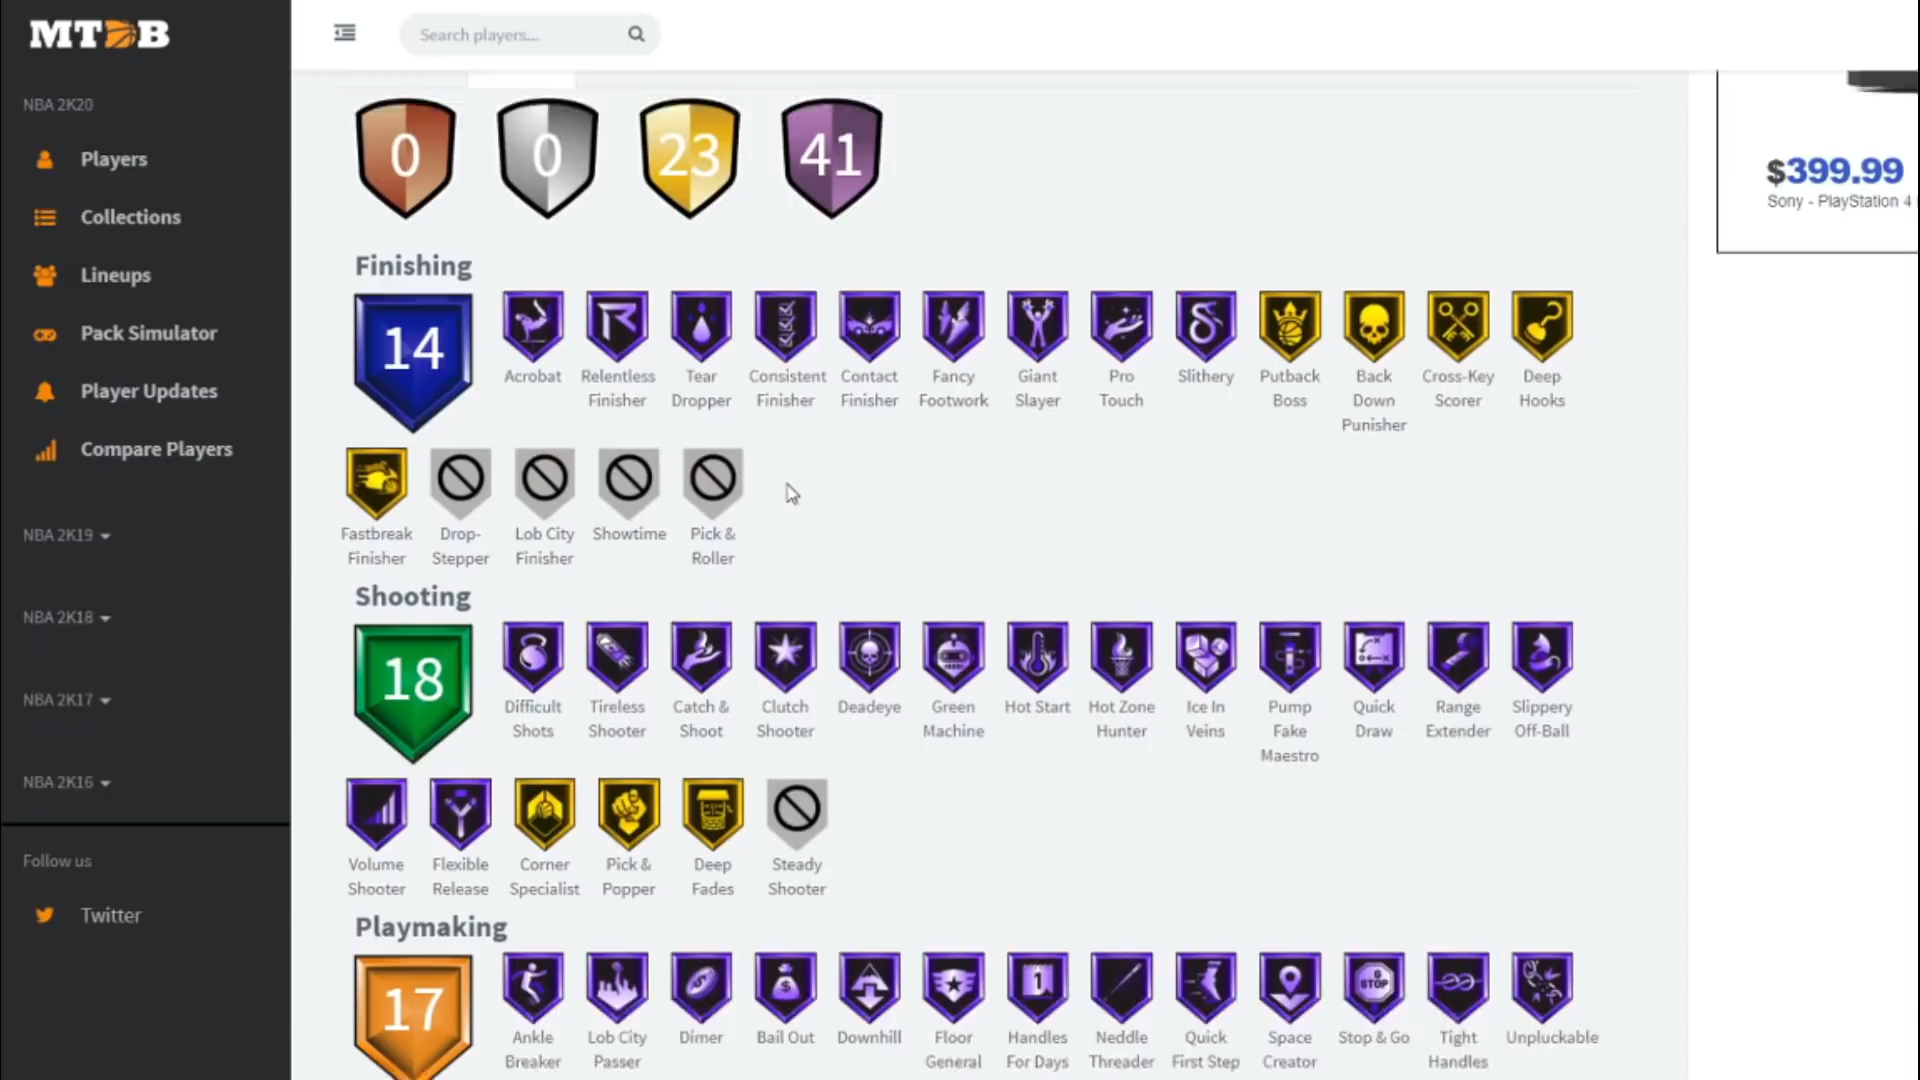 MTDB
Search players...
NBA 2K20
Players
Collections
Lineups
Pack Simulator
Player Updates
Compare Players
NBA 2K19
NBA 2K18
NBA 2K17
NBA 2K16
Follow us
Twitter
0 0 23 41
$399.99
Sony - PlayStation 4
Finishing
14
Acrobat
Relentless
Finisher
Tear
Dropper
Consistent
Finisher
Contact
Finisher
Fancy
Footwork
Giant
Slayer
Pro
Touch
Slithery
Putback
Boss
Back
Down
Punisher
Cross-Key
Scorer
Deep
Hooks
Fastbreak
Finisher
Drop-
Stepper
Lob City
Finisher
Showtime
Pick &
Roller
Shooting
18
Difficult
Shots
Tireless
Shooter
Catch &
Shoot
Clutch
Shooter
Deadeye
Green
Machine
Hot Start
Hot Zone
Hunter
Ice In
Veins
Pump
Fake
Maestro
Quick
Draw
Range
Extender
Slippery
Off-Ball
Volume
Shooter
Flexible
Release
Corner
Specialist
Pick &
Popper
Deep
Fades
Steady
Shooter
Playmaking
17
Ankle
Breaker
Lob City
Passer
Dimer
Bail Out
Downhill
Floor
General
1
Handles
For Days
Neddle
Threader
Quick
First Step
Space
Creator
STOP
Stop & Go
Tight
Handles
Unpluckable